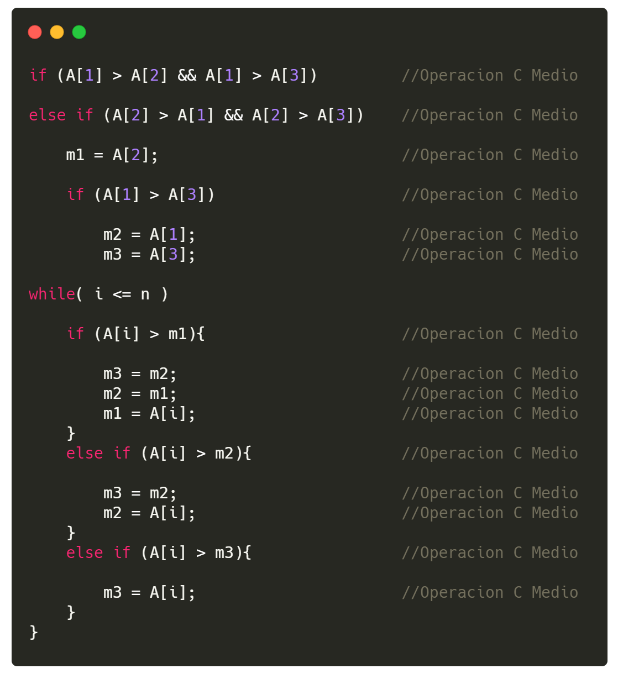 if (A[1] > A[2] && A[1] > A[3]) //Operacion C Medio
else if (A[2] > A[1] && A[2] > A[3]) //Operacion C Medio
m1 = A[2]; //Operacion C Medio
if (A[1] > A[3]) //Operacion C Medio
m2 = A[1]; //Operacion C Medio
m3 = A[3]; //Operacion C Medio
while( i <= n )
if (A[i] > m1){ //Operacion C Medio
m3 = m2; //Operacion C Medio
m2 = m1; //Operacion C Medio
m1 = A[i]; //Operacion C Medio
}
else if (A[i] > m2){ //Operacion C Medio
m3 = m2; //Operacion C Medio
m2 = A[i]; //Operacion C Medio
}
else if (A[i] > m3){ //Operacion C Medio
m3 = A[i]; //Operacion C Medio
}
}